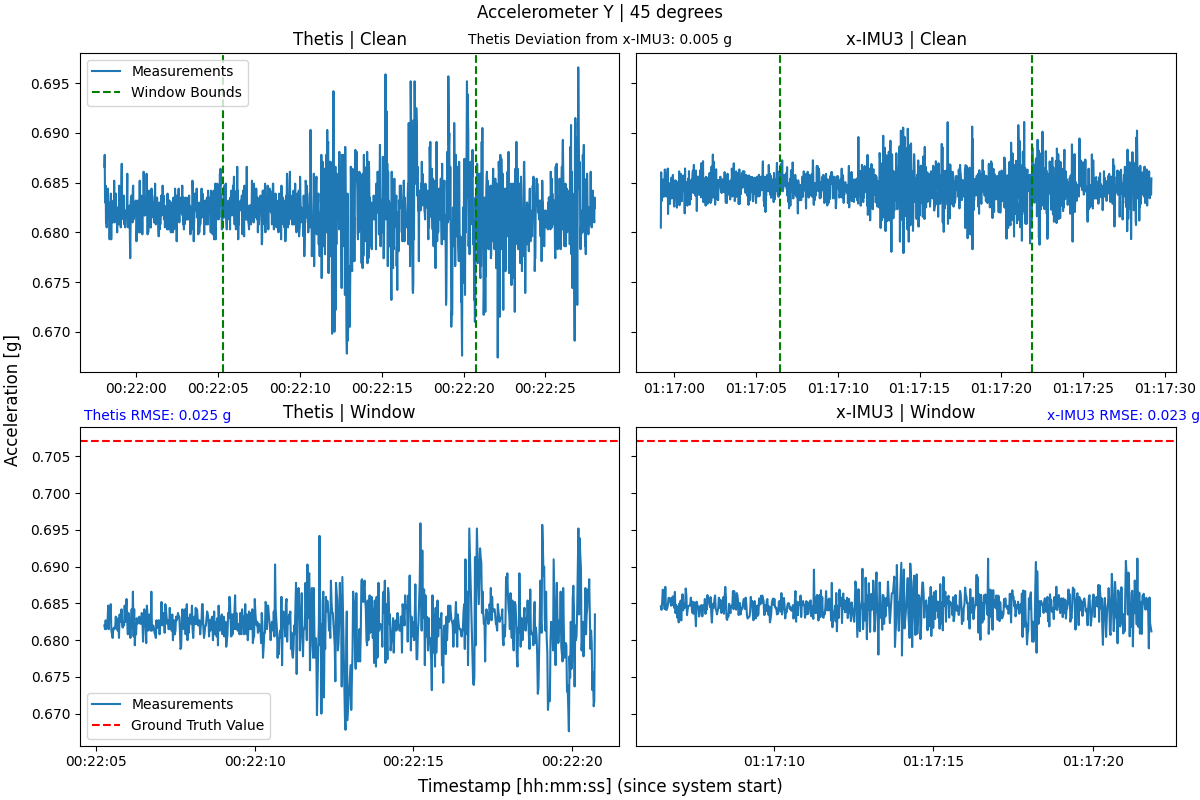 Accelerometer Y | 45 degrees
Thetis | Clean
Thetis Deviation from x-IMU3: 0.005 g
x-IMU3 | Clean
Measurements
Window Bounds
0.695
0.690
0.685
0.680
0.675
0.670
00:22:00 00:22:05 00:22:10 00:22:15 00:22:20 00:22:25
01:17:00 01:17:05 01:17:10 01:17:15 01:17:20 01:17:25 01:17:30
Acceleration [g]
Thetis RMSE: 0.025 g
Thetis | Window
x-IMU3 | Window
x-IMU3 RMSE: 0.023 g
0.705
0.700
0.695
0.690
0.685
0.680
0.675
0.670
Measurements
Ground Truth Value
00:22:05 00:22:10 00:22:15 00:22:20
01:17:10 01:17:15 01:17:20
Timestamp [hh:mm:ss] (since system start)